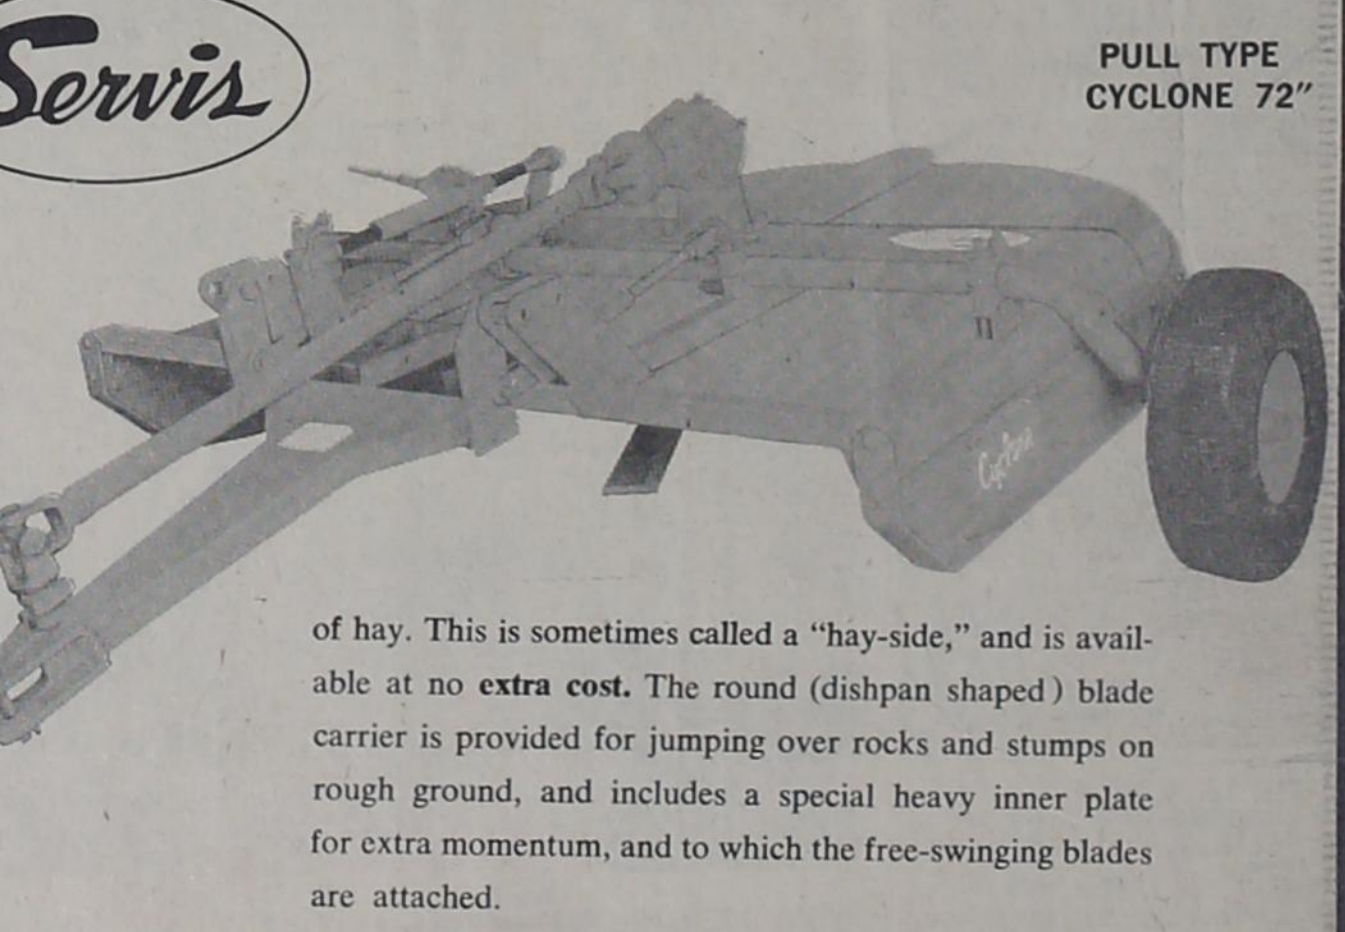 Servis
PULL TYPE
CYCLONE 72"
Cyclone
of hay. This is sometimes called a “hay-side,” and is avail-
able at no extra cost. The round (dishpan shaped) blade
carrier is provided for jumping over rocks and stumps on
rough ground, and includes a special heavy inner plate
for extra momentum, and to which the free-swinging blades
are attached.